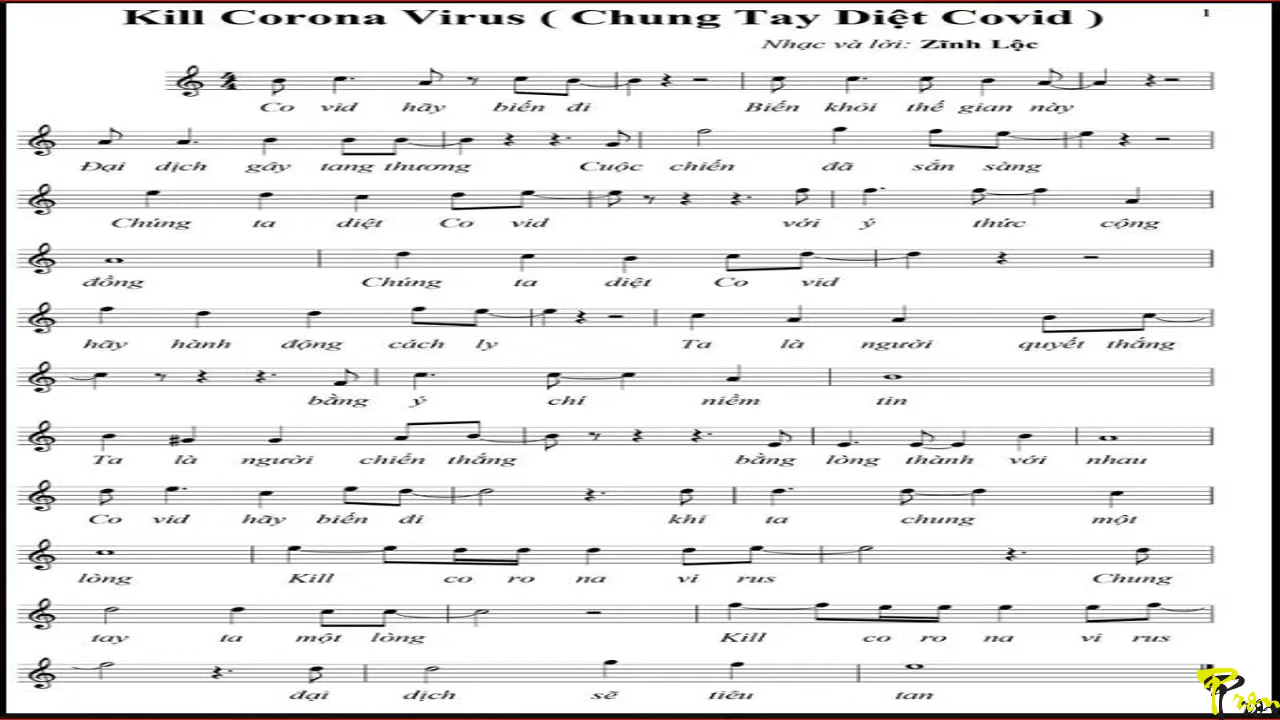 Kill Corona Virus ( Chung Tay Diệt Covid )
1
Nhạc và lời: Zĩnh Lộc
Co vid hãy biến đi Biến khỏi thế gian này
Đại dịch gây tang thương Cuộc chiến đã sẵn sàng
Chúng ta diệt Co vid với ý thức cộng
đồng Chúng ta diệt Co vid
hãy hành động cách ly Ta là người quyết thắng
bằng ý chí niềm tin
Ta là người chiến thắng bằng lòng thành với nhau
Co vid hãy biến đi khi ta chung một
lòng Kill co ro na vi rus Chung
tay ta một lòng Kill co ro na vi rus
đại dịch sẽ tiêu tan